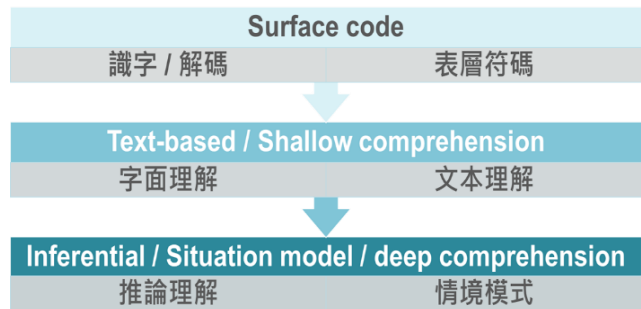 Surface code
識字 / 解碼 表層符碼
Text-based / Shallow comprehension
字面理解 文本理解
Inferential / Situation model / deep comprehension
推論理解 情境模式